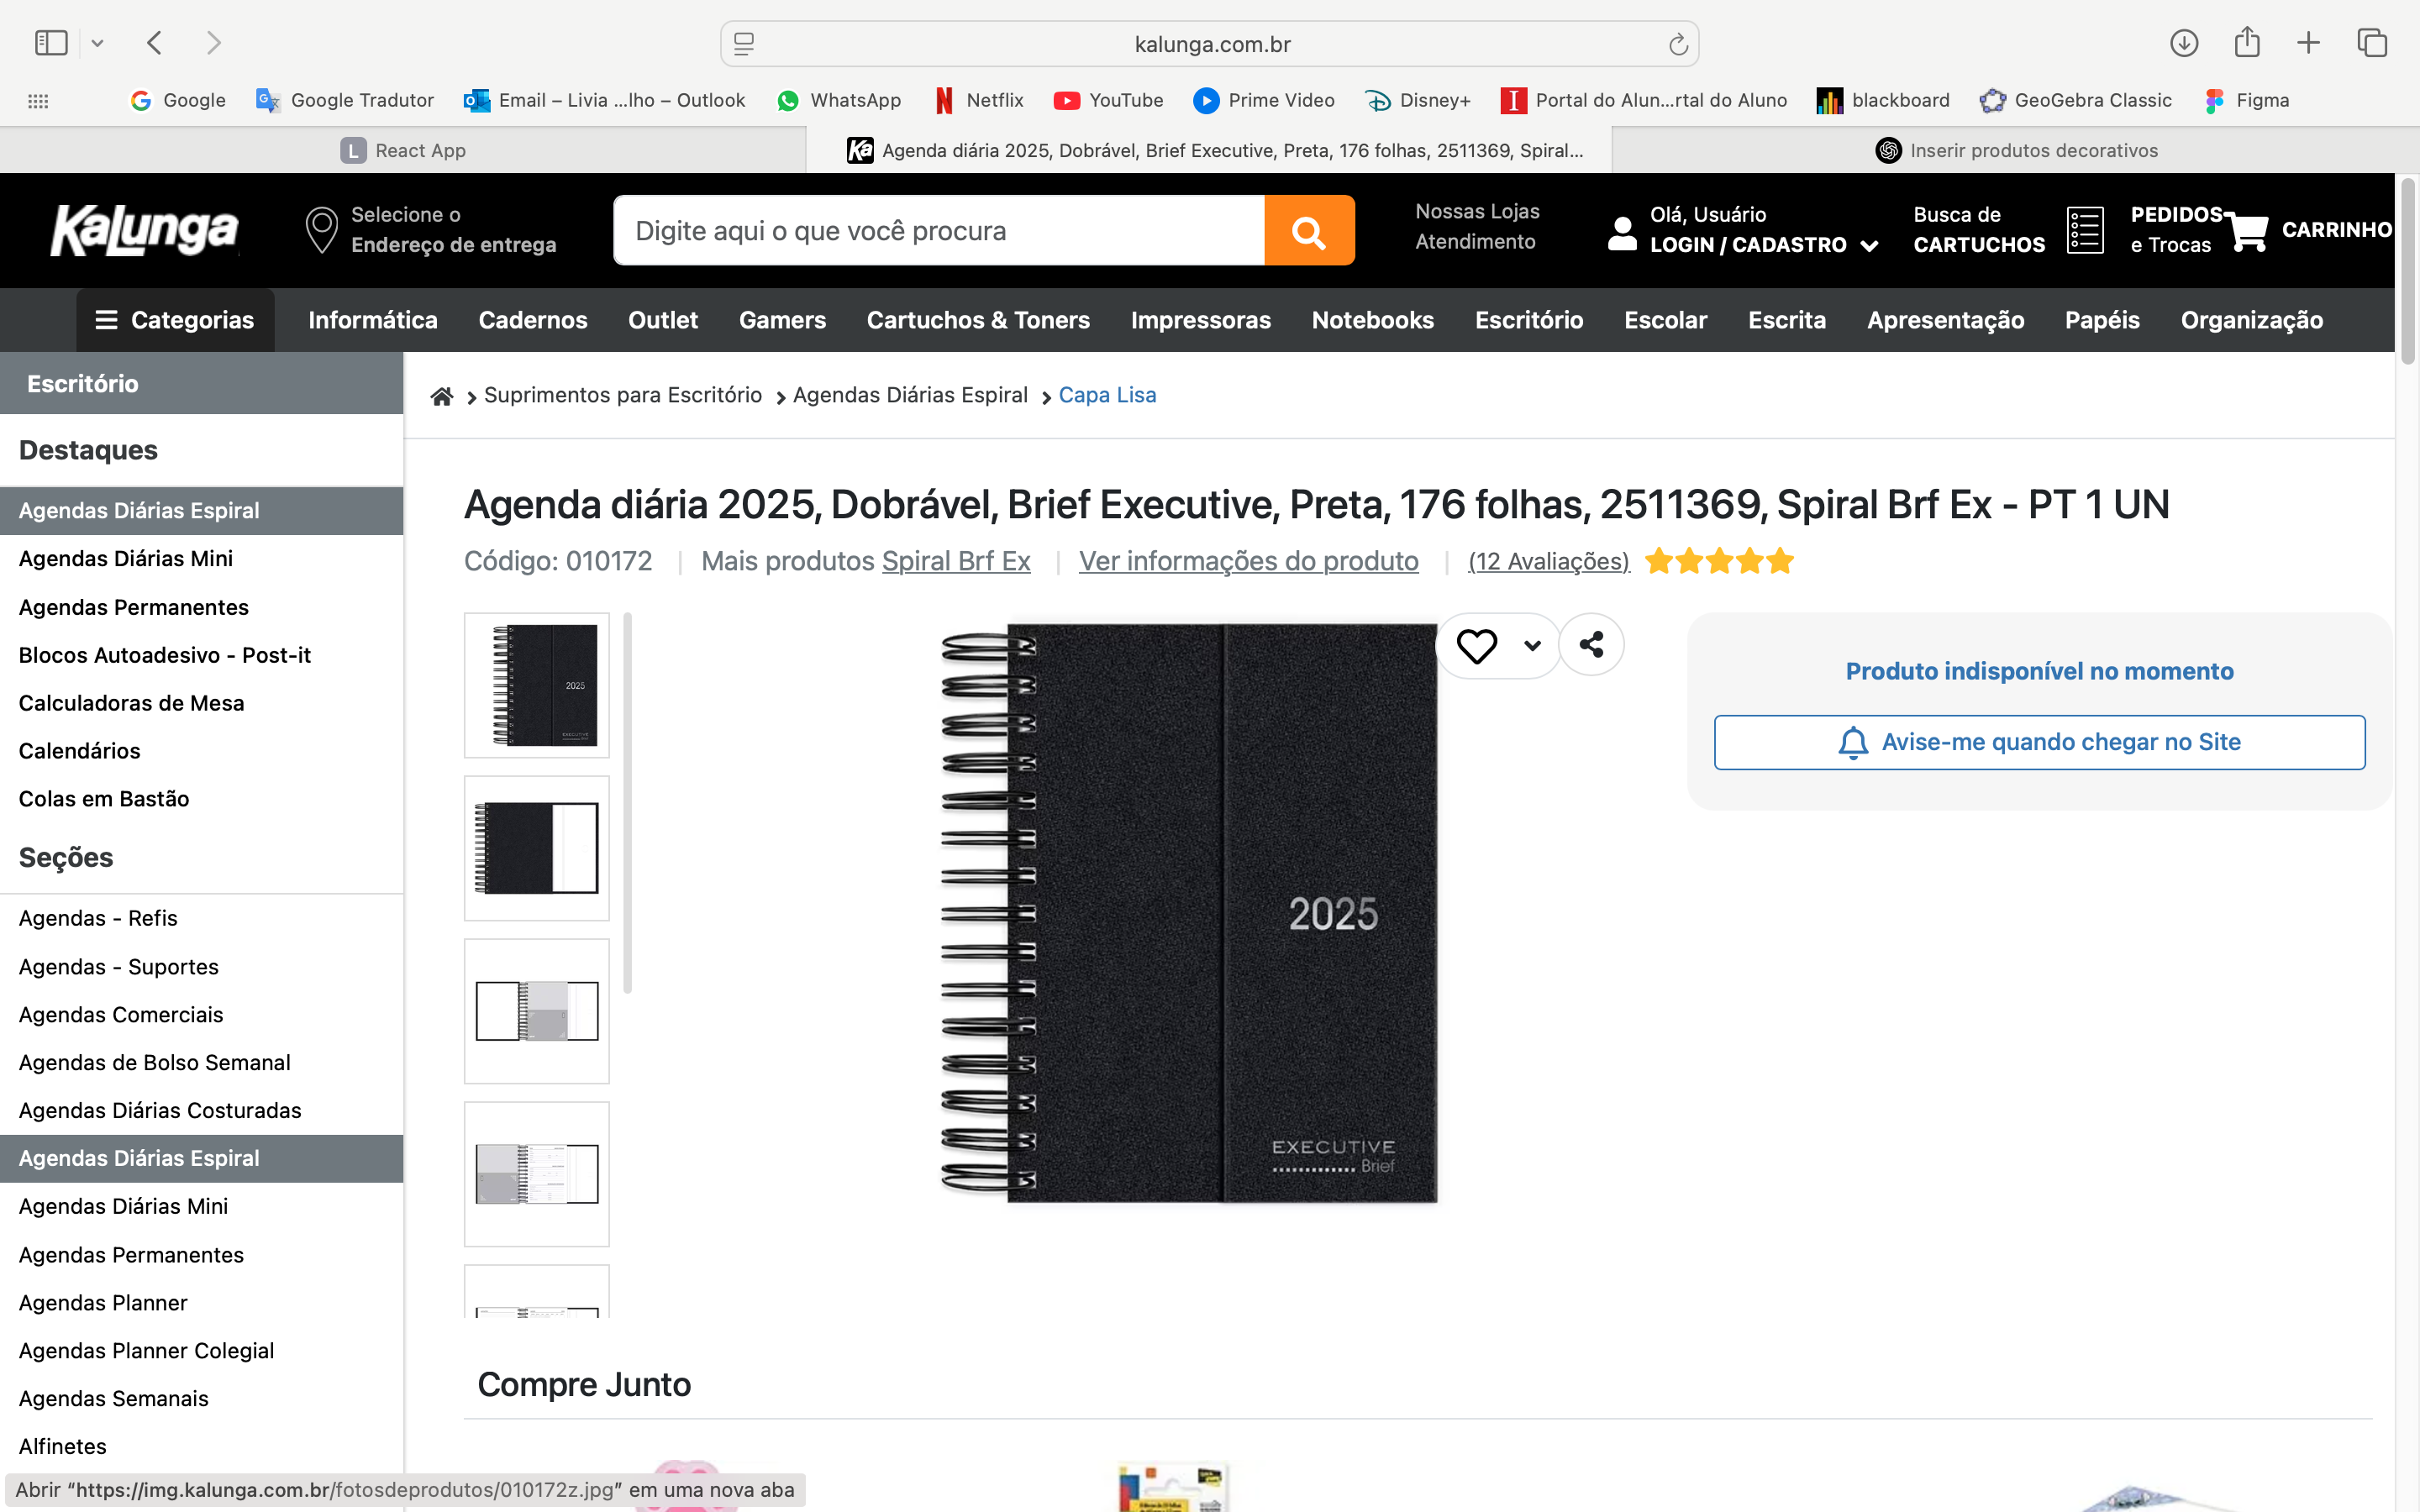 kalunga.com.br
Google
Google Tradutor
Email – Livia ...lho – Outlook
WhatsApp
Netflix
YouTube
Prime Video
Disney+
Portal do Alun...rtal do Aluno
blackboard
GeoGebra Classic
Figma
L React App
Ka Agenda diária 2025, Dobrável, Brief Executive, Preta, 176 folhas, 2511369, Spiral...
Inserir produtos decorativos
Kalunga
Selecione o
Endereço de entrega
Digite aqui o que você procura
Nossas Lojas
Atendimento
Olá, Usuário
LOGIN / CADASTRO
Busca de
CARTUCHOS
PEDIDOS
e Trocas
CARRINHO
Categorias
Informática
Cadernos
Outlet
Gamers
Cartuchos & Toners
Impressoras
Notebooks
Escritório
Escolar
Escrita
Apresentação
Papéis
Organização
Escritório
Destaques
Agendas Diárias Espiral
Agendas Diárias Mini
Agendas Permanentes
Blocos Autoadesivo - Post-it
Calculadoras de Mesa
Calendários
Colas em Bastão
Seções
Agendas - Refis
Agendas - Suportes
Agendas Comerciais
Agendas de Bolso Semanal
Agendas Diárias Costuradas
Agendas Diárias Espiral
Agendas Diárias Mini
Agendas Permanentes
Agendas Planner
Agendas Planner Colegial
Agendas Semanais
Alfinetes
Suprimentos para Escritório
Agendas Diárias Espiral
Capa Lisa
Agenda diária 2025, Dobrável, Brief Executive, Preta, 176 folhas, 2511369, Spiral Brf Ex - PT 1 UN
Código: 010172 | Mais produtos Spiral Brf Ex | Ver informações do produto | (12 Avaliações)
2025
2025
EXECUTIVE
Brief
Produto indisponível no momento
Avise-me quando chegar no Site
Compre Junto
Abrir “https://img.kalunga.com.br/fotosdeprodutos/010172z.jpg” em uma nova aba